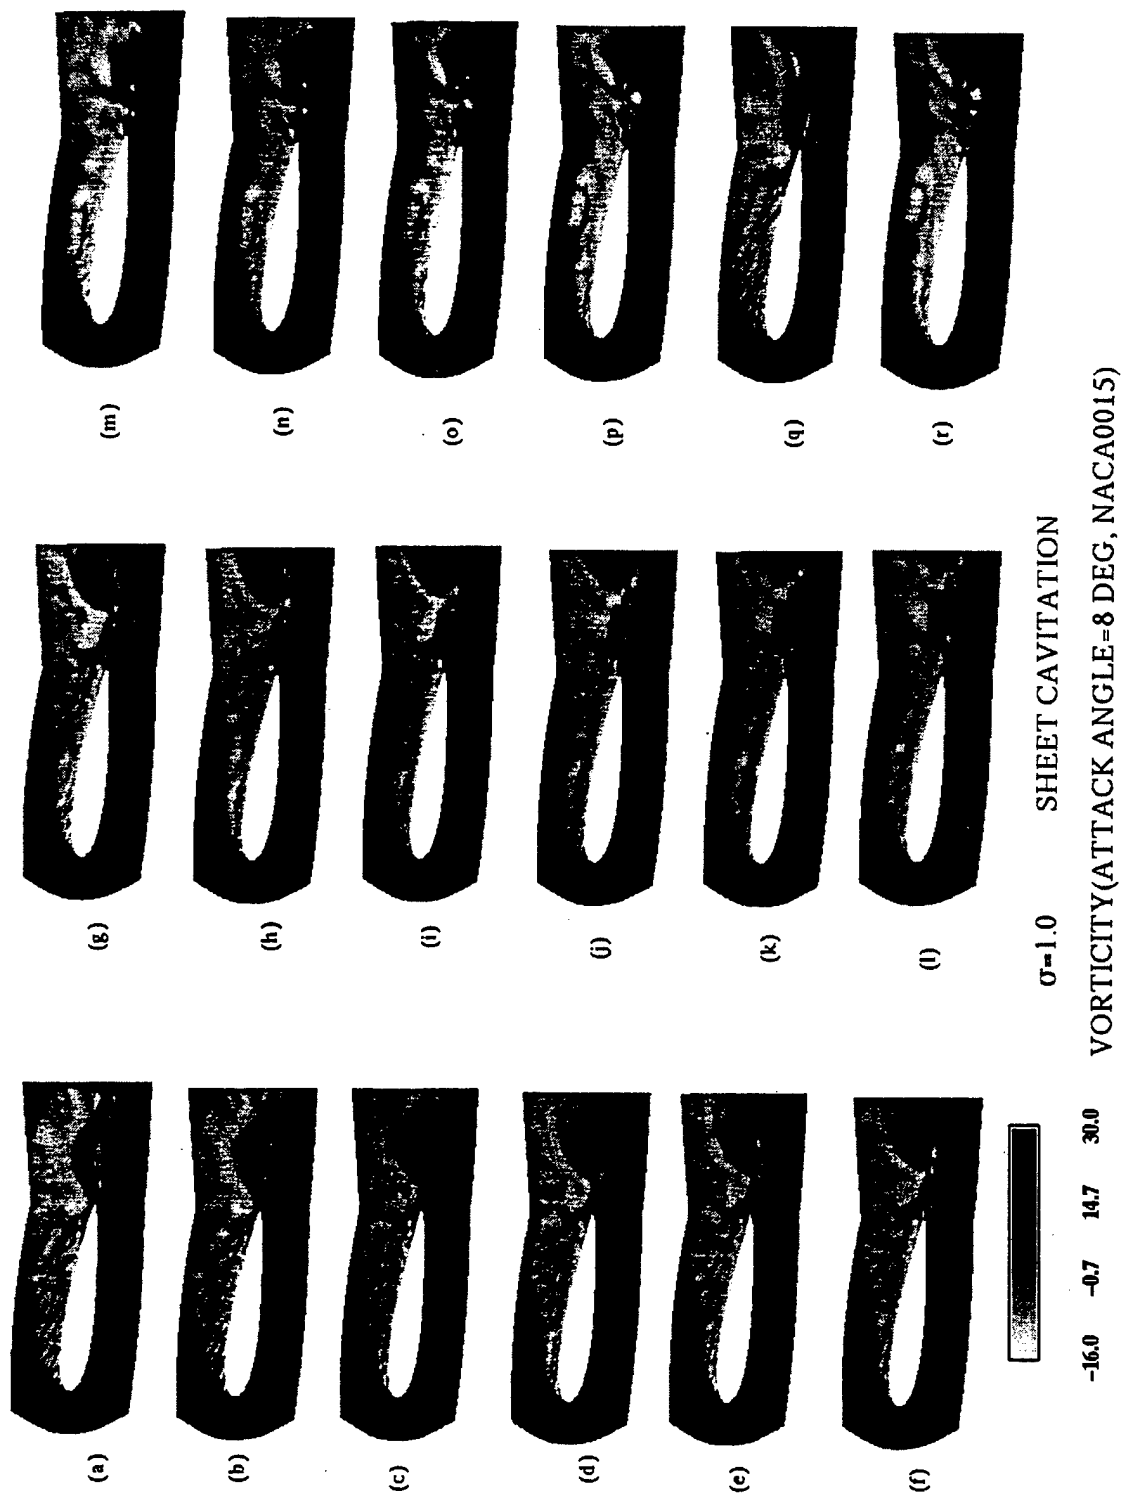 (a)
(b)
(c)
(d)
(e)
(f)
(g)
(h)
(i)
(j)
(k)
(l)
(m)
(n)
(o)
(p)
(q)
(r)
-16.0 -0.7 14.7 30.0
σ=1.0 SHEET CAVITATION
VORTICITY(ATTACK ANGLE=8 DEG, NACA0015)